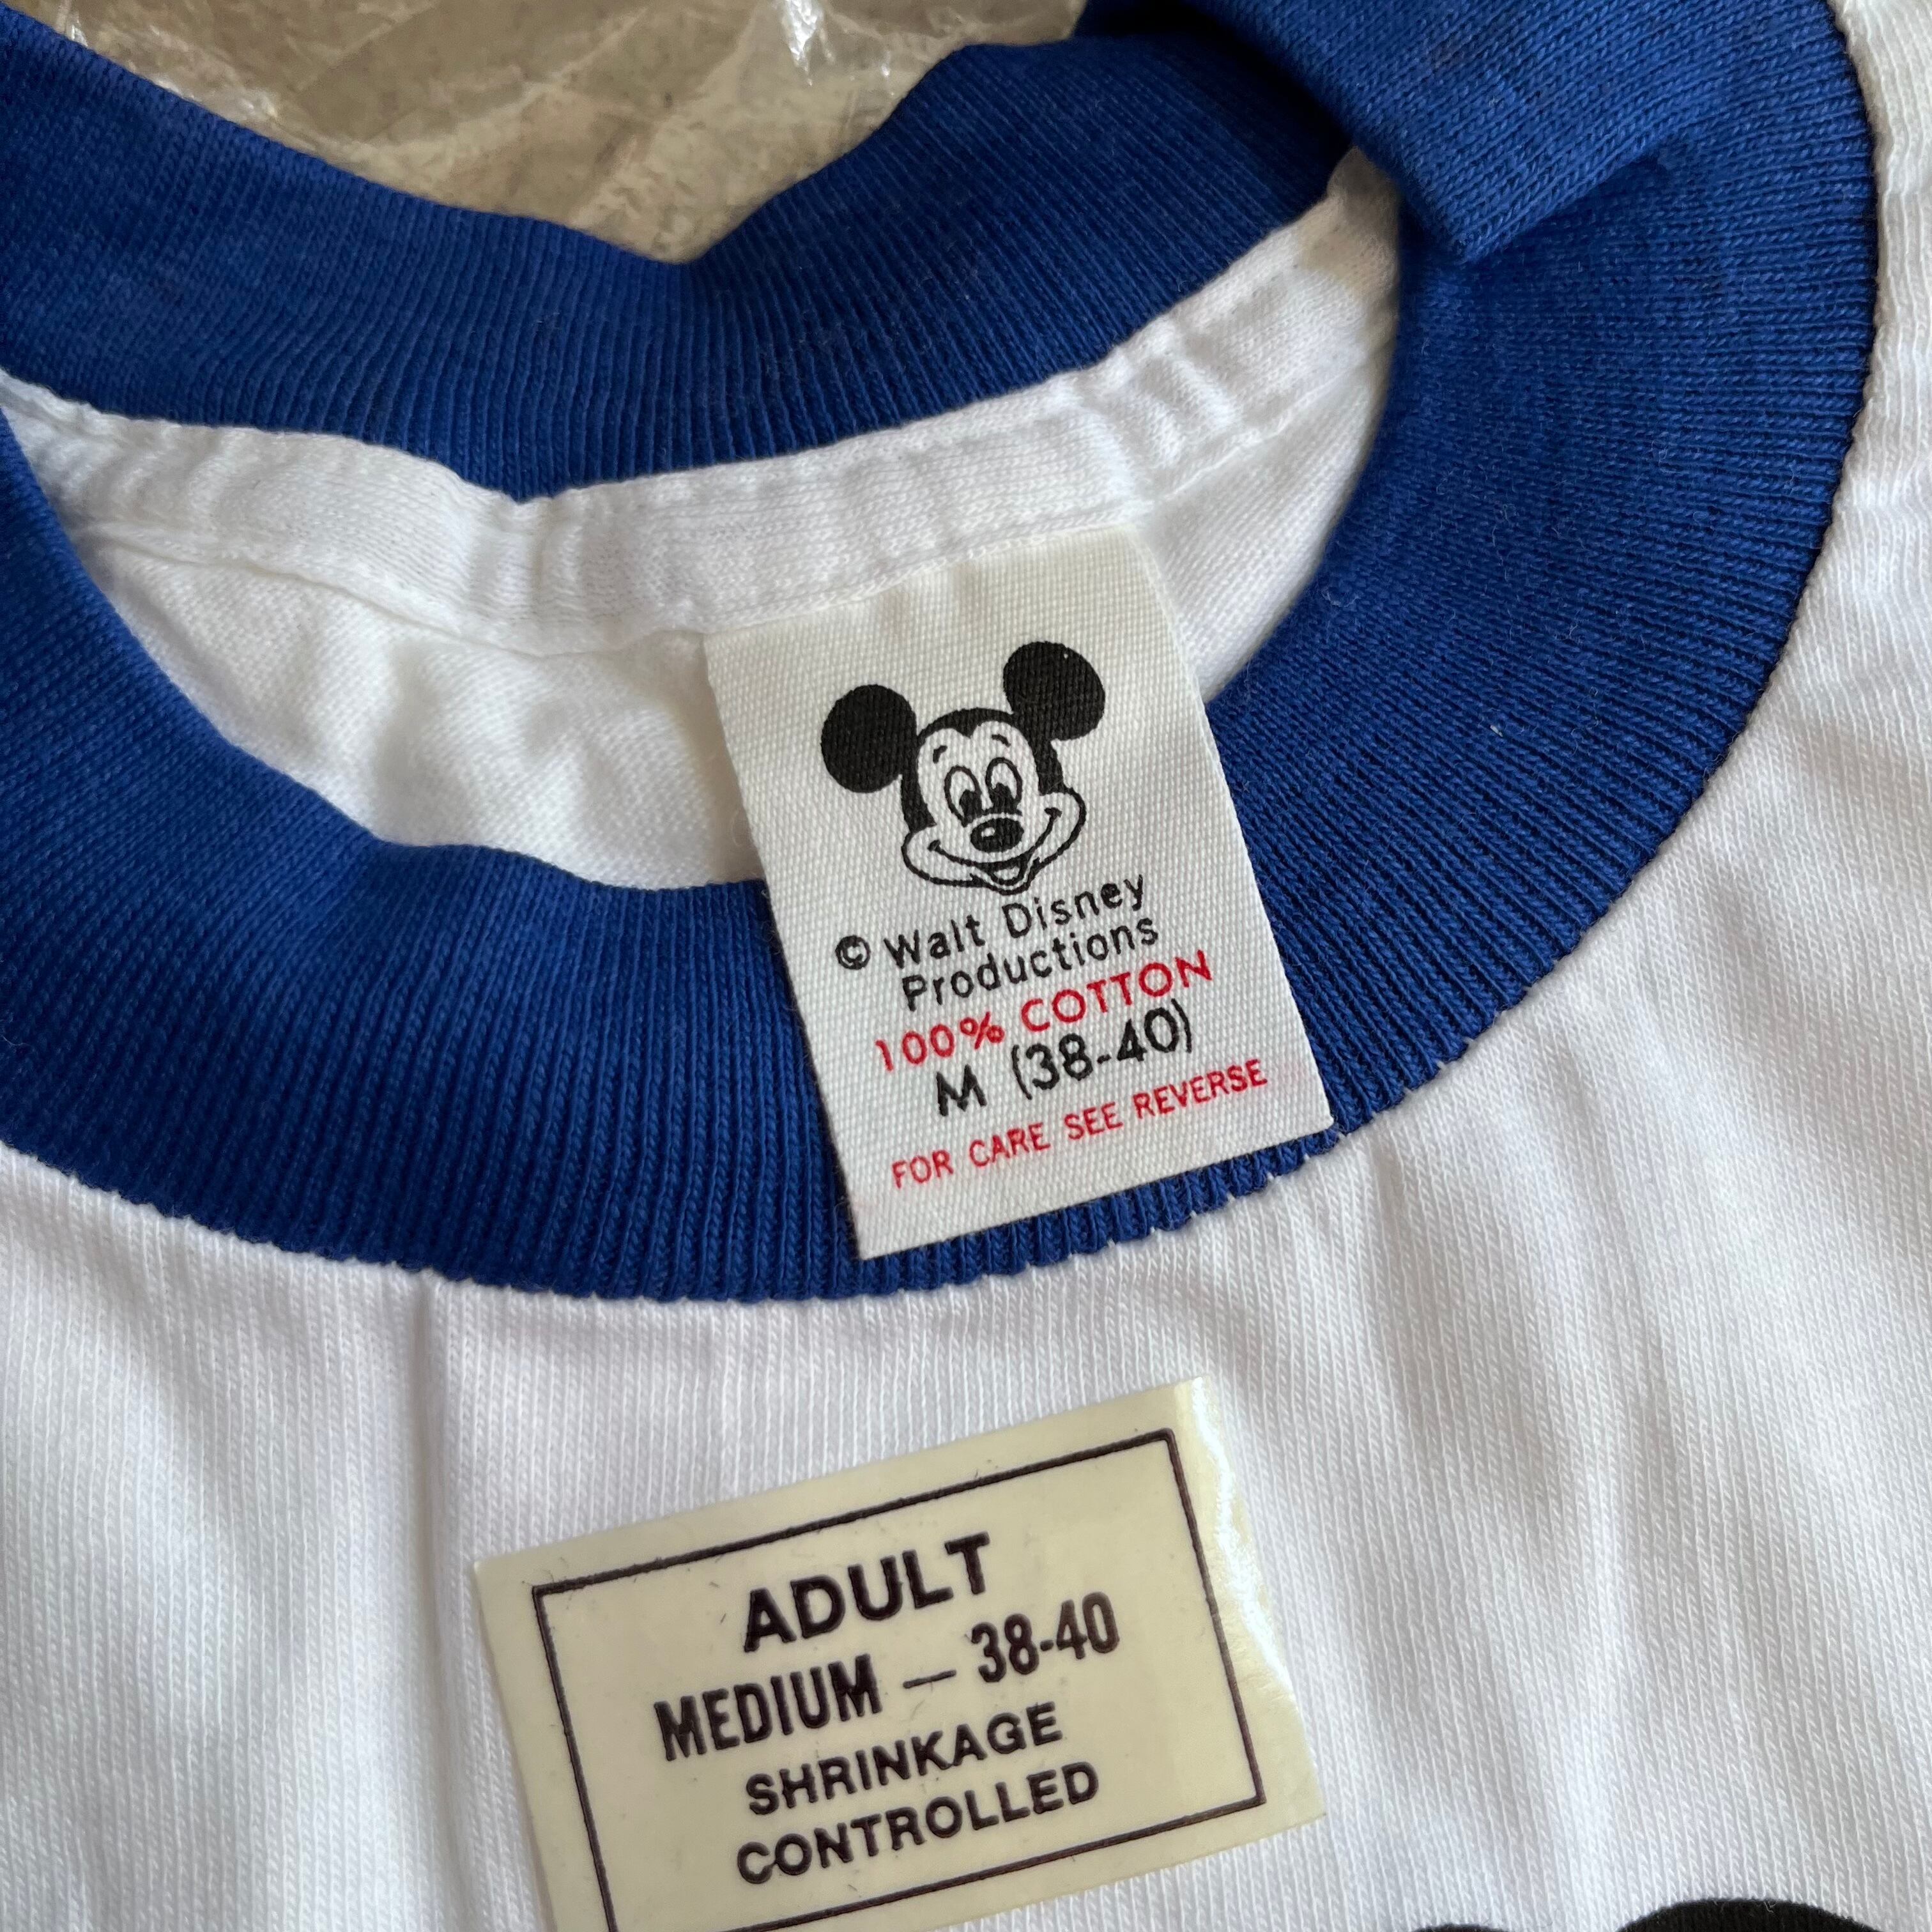 © Walt Disney
Productions
100% COTTON
M (38-40)
FOR CARE SEE REVERSE
ADULT
MEDIUM — 38-40
SHRINKAGE
CONTROLLED